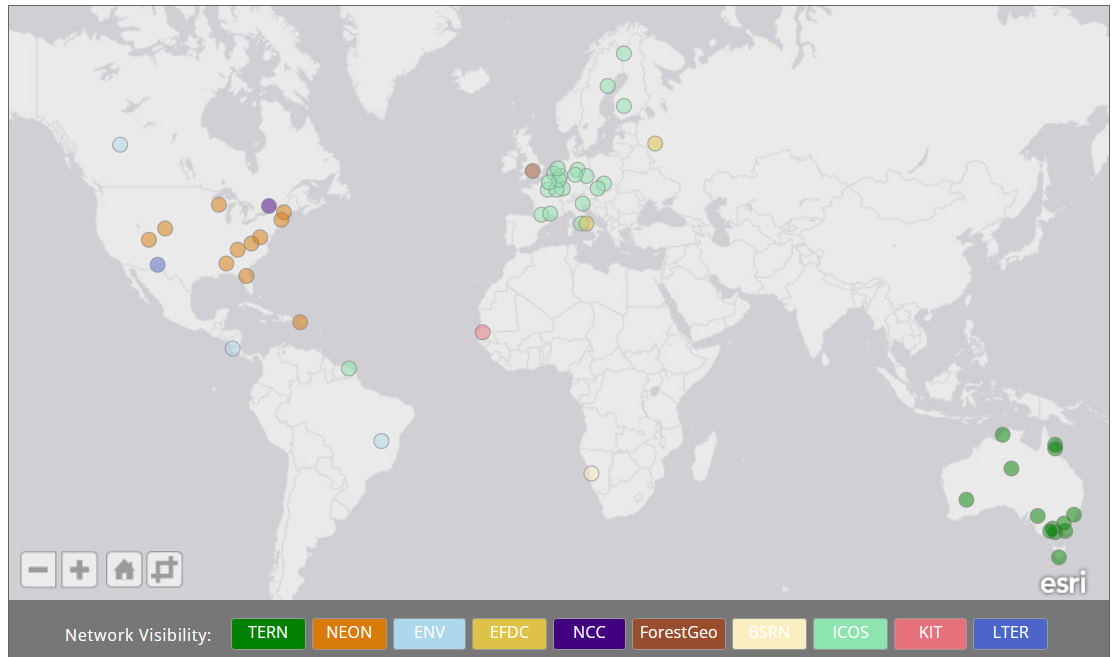 esri
Network Visibility: TERN NEON ENV EFDC NCC ForestGeo BSRN ICOS KIT LTER